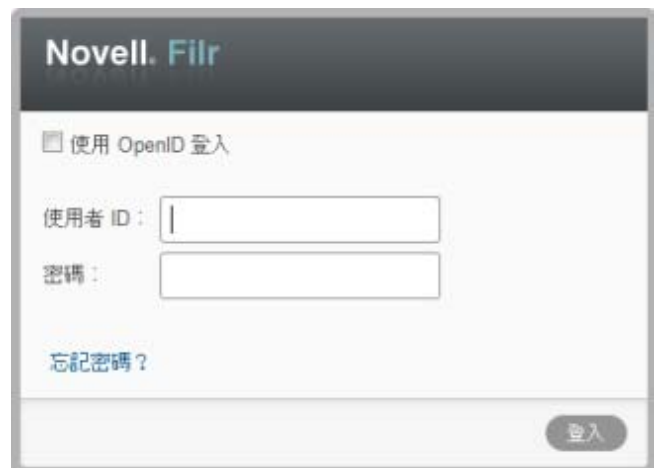 Novell. Filr
使用 OpenID 登入
使用者 ID：
密碼：
忘記密碼？
登入